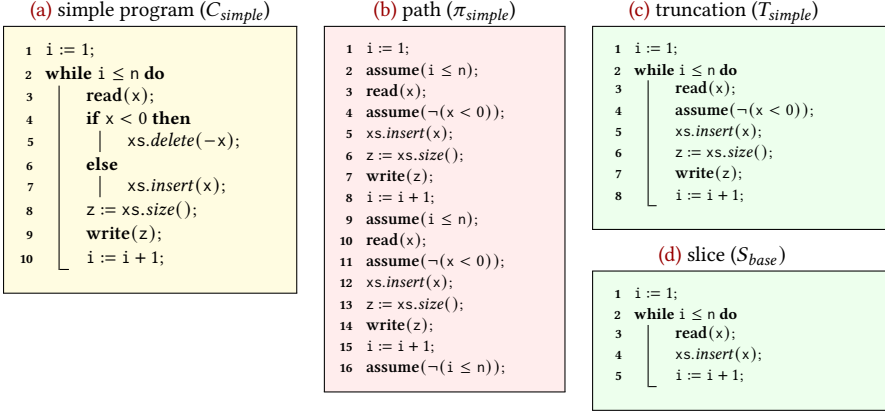 (a) simple program (C_simple)
1 i := 1;
2 while i ≤ n do
3 read(x);
4 if x < 0 then
5 xs.delete(−x);
6 else
7 xs.insert(x);
8 z := xs.size();
9 write(z);
10 i := i + 1;
(b) path (π_simple)
1 i := 1;
2 assume(i ≤ n);
3 read(x);
4 assume(¬(x < 0));
5 xs.insert(x);
6 z := xs.size();
7 write(z);
8 i := i + 1;
9 assume(i ≤ n);
10 read(x);
11 assume(¬(x < 0));
12 xs.insert(x);
13 z := xs.size();
14 write(z);
15 i := i + 1;
16 assume(¬(i ≤ n));
(c) truncation (T_simple)
1 i := 1;
2 while i ≤ n do
3 read(x);
4 assume(¬(x < 0));
5 xs.insert(x);
6 z := xs.size();
7 write(z);
8 i := i + 1;
(d) slice (S_base)
1 i := 1;
2 while i ≤ n do
3 read(x);
4 xs.insert(x);
5 i := i + 1;